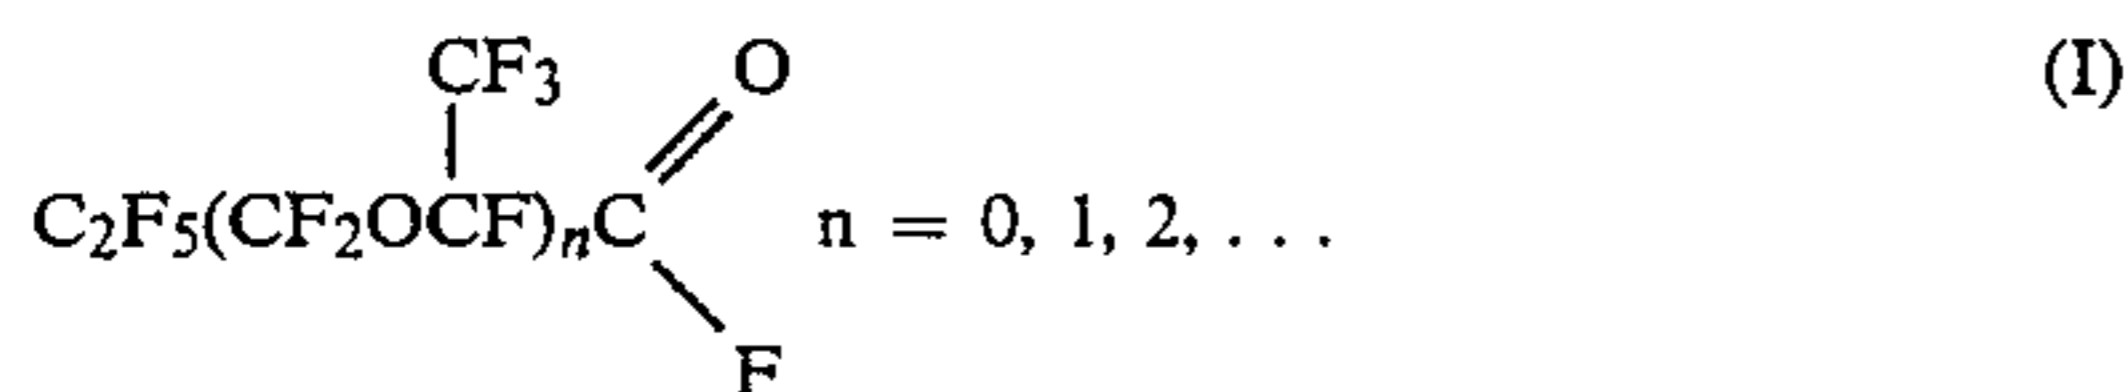 CF3 O (I)
C2F5(CF2OCF)nC n = 0, 1, 2, . . .
F